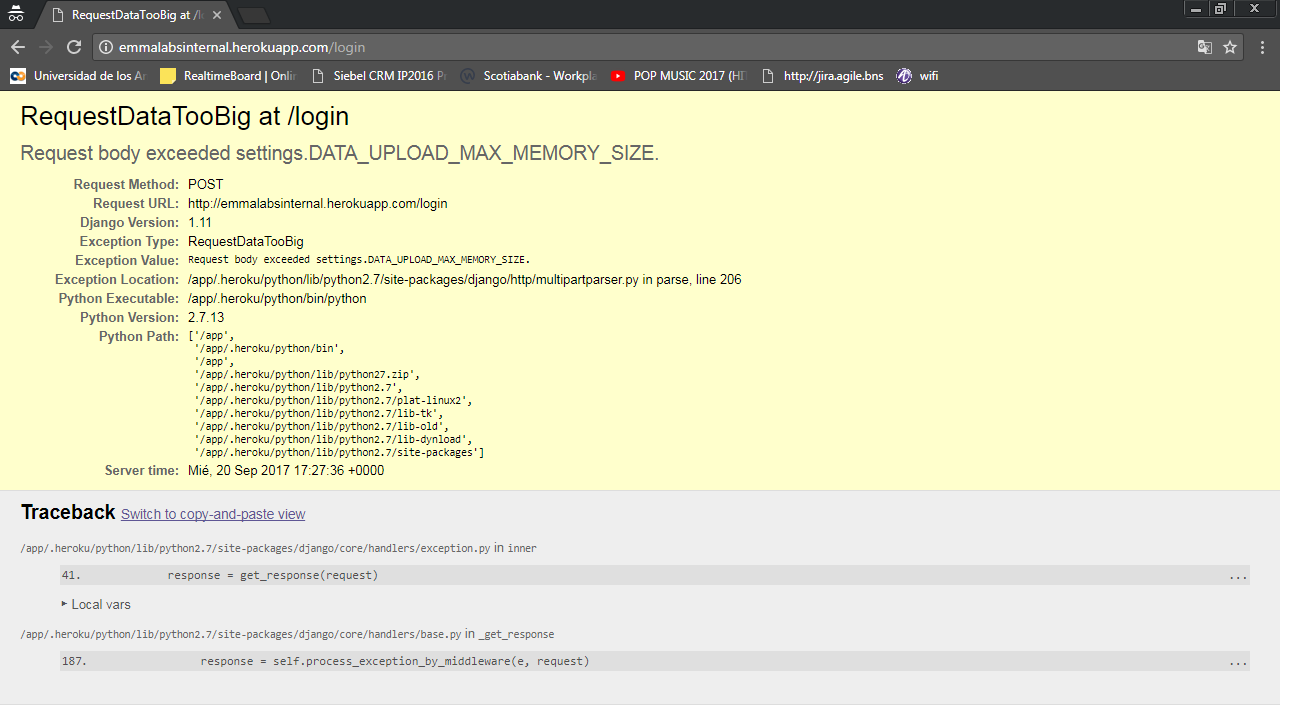 RequestDataTooBig at /l
emmalabsinternal.herokuapp.com/login
Universidad de los Ar
RealtimeBoard | Onli
Siebel CRM IP2016 P
Scotiabank - Workpla
POP MUSIC 2017 (HI
http://jira.agile.bns
wifi
RequestDataTooBig at /login
Request body exceeded settings.DATA_UPLOAD_MAX_MEMORY_SIZE.
Request Method: POST
Request URL: http://emmalabsinternal.herokuapp.com/login
Django Version: 1.11
Exception Type: RequestDataTooBig
Exception Value: Request body exceeded settings.DATA_UPLOAD_MAX_MEMORY_SIZE.
Exception Location: /app/.heroku/python/lib/python2.7/site-packages/django/http/multipartparser.py in parse, line 206
Python Executable: /app/.heroku/python/bin/python
Python Version: 2.7.13
Python Path: ['/app',
'/app/.heroku/python/bin',
'/app',
'/app/.heroku/python/lib/python27.zip',
'/app/.heroku/python/lib/python2.7',
'/app/.heroku/python/lib/python2.7/plat-linux2',
'/app/.heroku/python/lib/python2.7/lib-tk',
'/app/.heroku/python/lib/python2.7/lib-old',
'/app/.heroku/python/lib/python2.7/lib-dynload',
'/app/.heroku/python/lib/python2.7/site-packages']
Server time: Mié, 20 Sep 2017 17:27:36 +0000
Traceback Switch to copy-and-paste view
/app/.heroku/python/lib/python2.7/site-packages/django/core/handlers/exception.py in inner
41. response = get_response(request) ...
Local vars
/app/.heroku/python/lib/python2.7/site-packages/django/core/handlers/base.py in _get_response
187. response = self.process_exception_by_middleware(e, request) ...